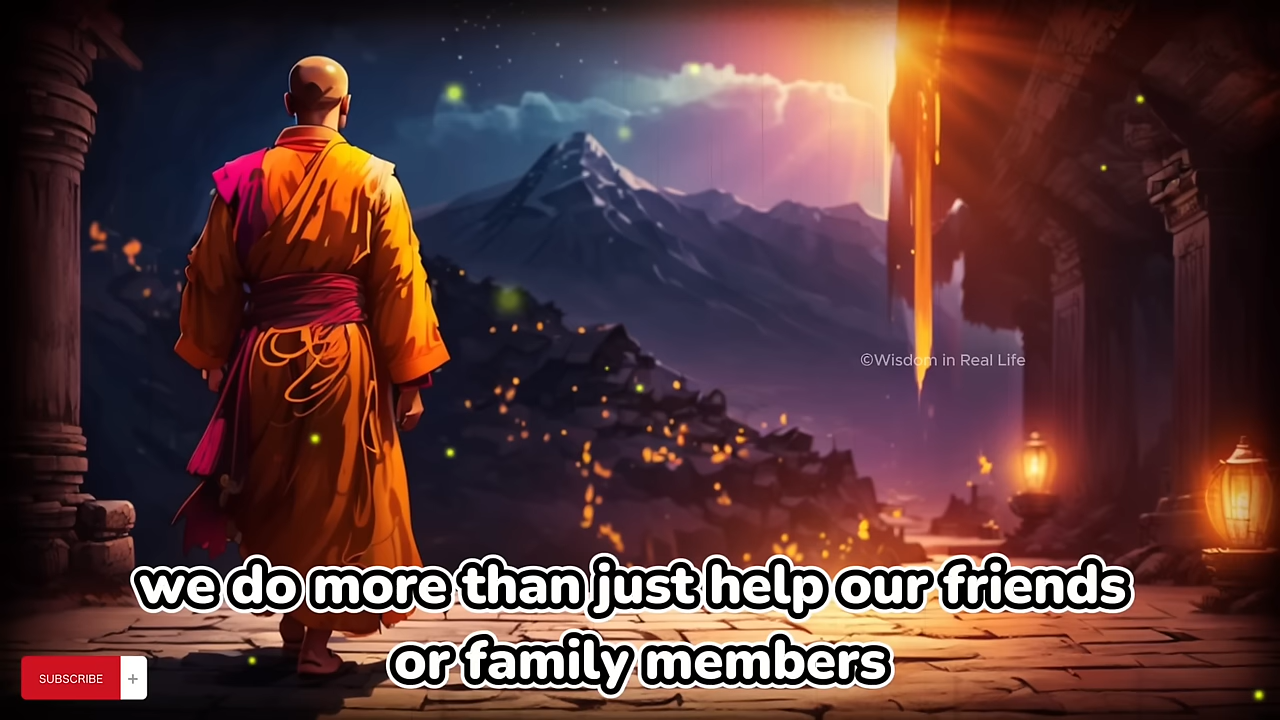 ©Wisdom in Real Life
we do more than just help our friends
or family members
SUBSCRIBE +